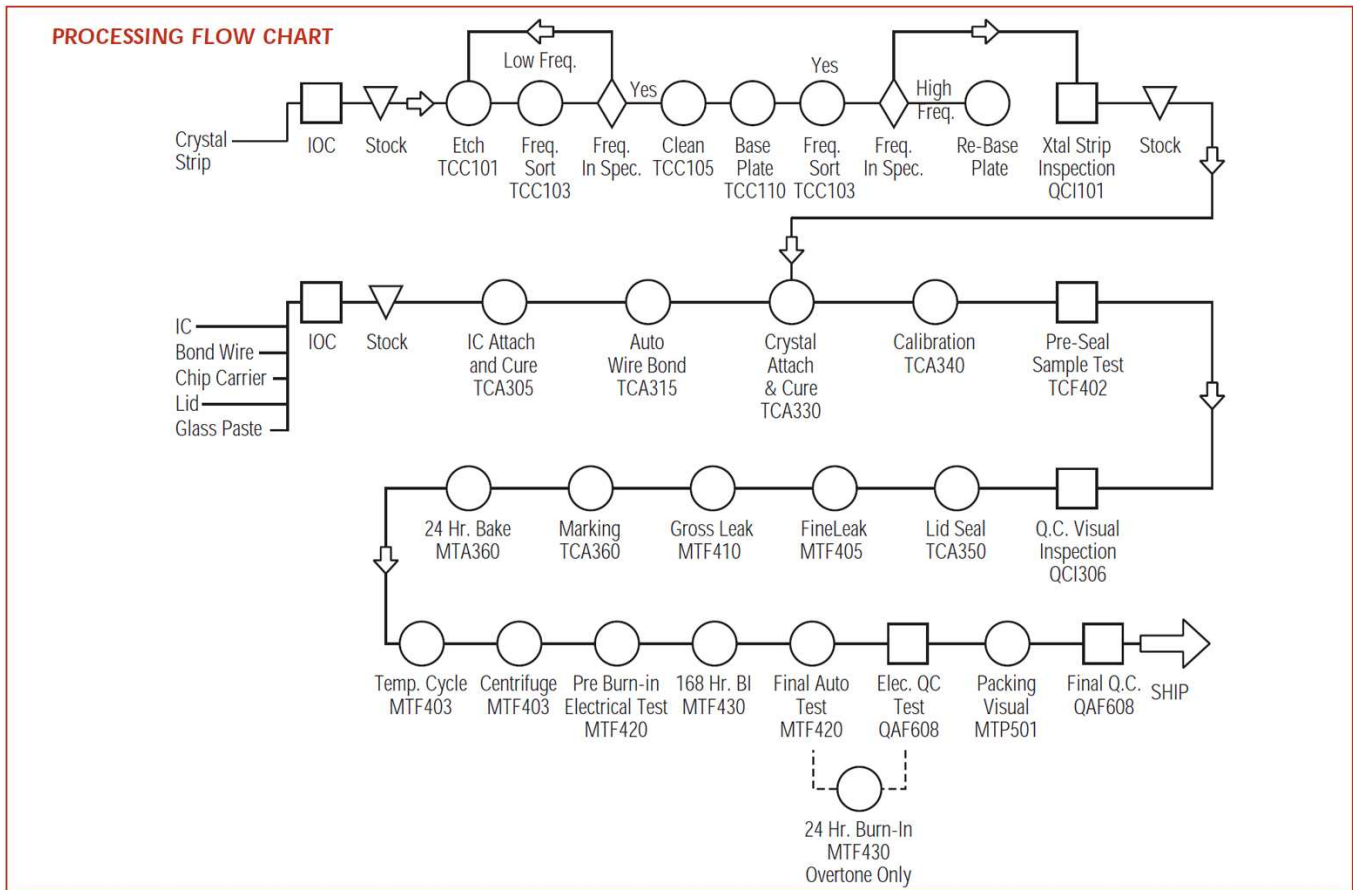 PROCESSING FLOW CHART
Low Freq.
Yes
Yes
High
Freq.
Crystal
Strip
IOC
Stock
Etch
TCC101
Freq.
Sort
TCC103
Freq.
In Spec.
Clean
TCC105
Base
Plate
TCC110
Freq.
Sort
TCC103
Freq.
In Spec.
Re-Base
Plate
Xtal Strip
Inspection
QCI101
Stock
IC
Bond Wire
Chip Carrier
Lid
Glass Paste
IOC
Stock
IC Attach
and Cure
TCA305
Auto
Wire Bond
TCA315
Crystal
Attach
& Cure
TCA330
Calibration
TCA340
Pre-Seal
Sample Test
TCF402
24 Hr. Bake
MTA360
Marking
TCA360
Gross Leak
MTF410
FineLeak
MTF405
Lid Seal
TCA350
Q.C. Visual
Inspection
QCI306
Temp. Cycle
MTF403
Centrifuge
MTF403
Pre Burn-in
Electrical Test
MTF420
168 Hr. BI
MTF430
Final Auto
Test
MTF420
Elec. QC
Test
QAF608
Packing
Visual
MTP501
Final Q.C.
QAF608
SHIP
24 Hr. Burn-In
MTF430
Overtone Only